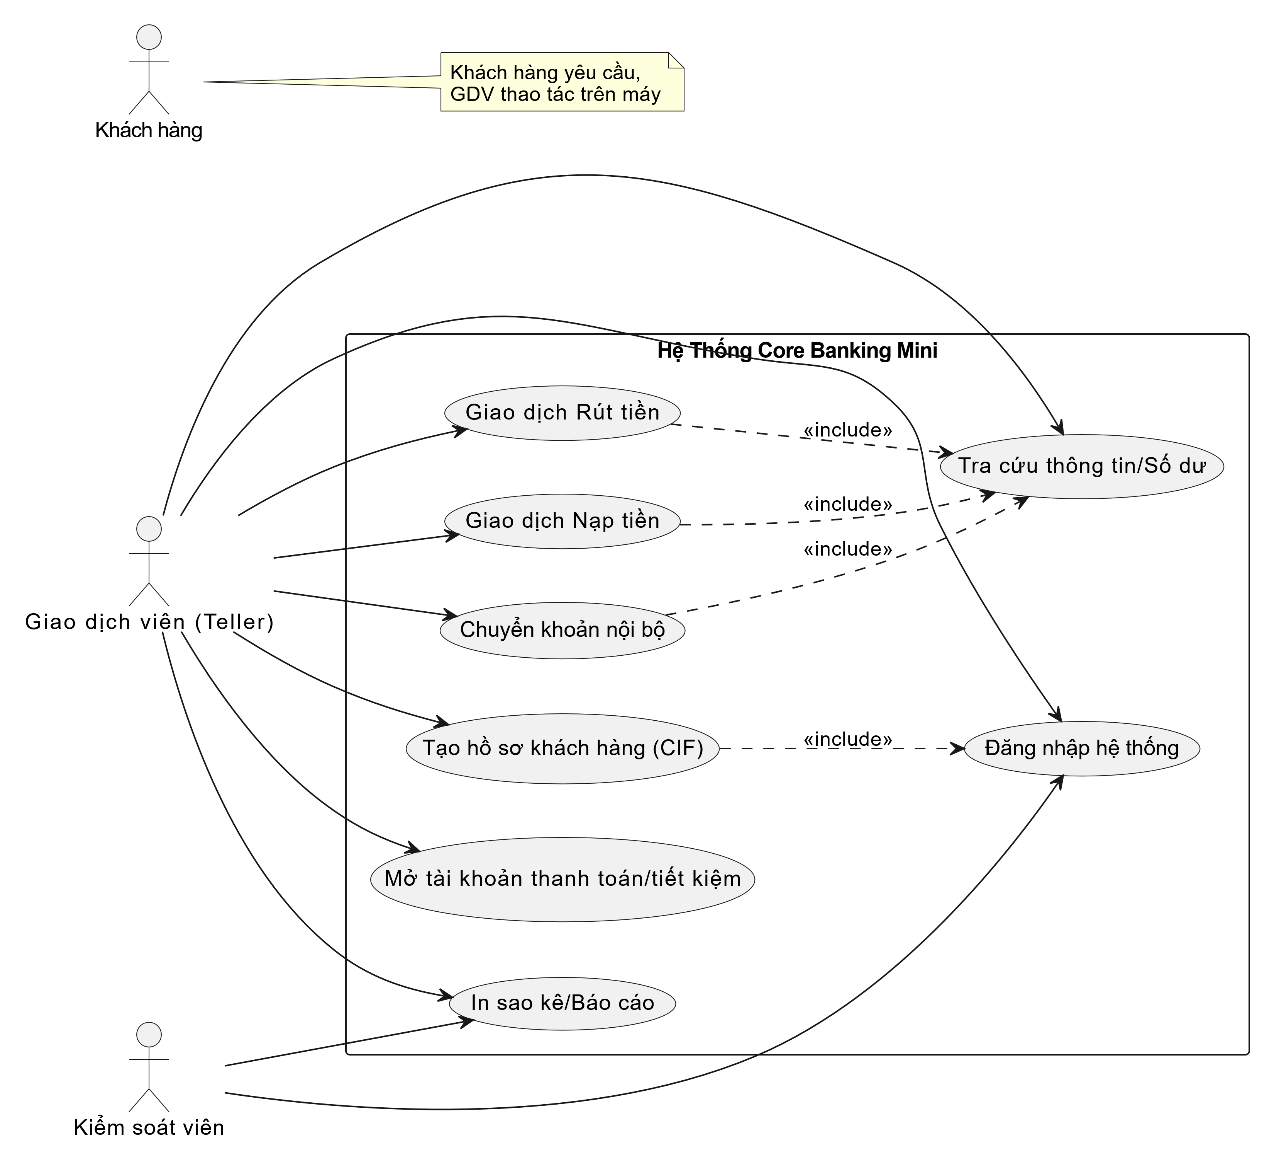 Khách hàng yêu cầu,
GDV thao tác trên máy
Khách hàng
Hệ Thống Core Banking Mini
Giao dịch Rút tiền
«include»
Tra cứu thông tin/Số dư
Giao dịch Nạp tiền
«include»
«include»
Giao dịch viên (Teller)
Chuyển khoản nội bộ
Tạo hồ sơ khách hàng (CIF)
«include»
Đăng nhập hệ thống
Mở tài khoản thanh toán/tiết kiệm
In sao kê/Báo cáo
Kiểm soát viên